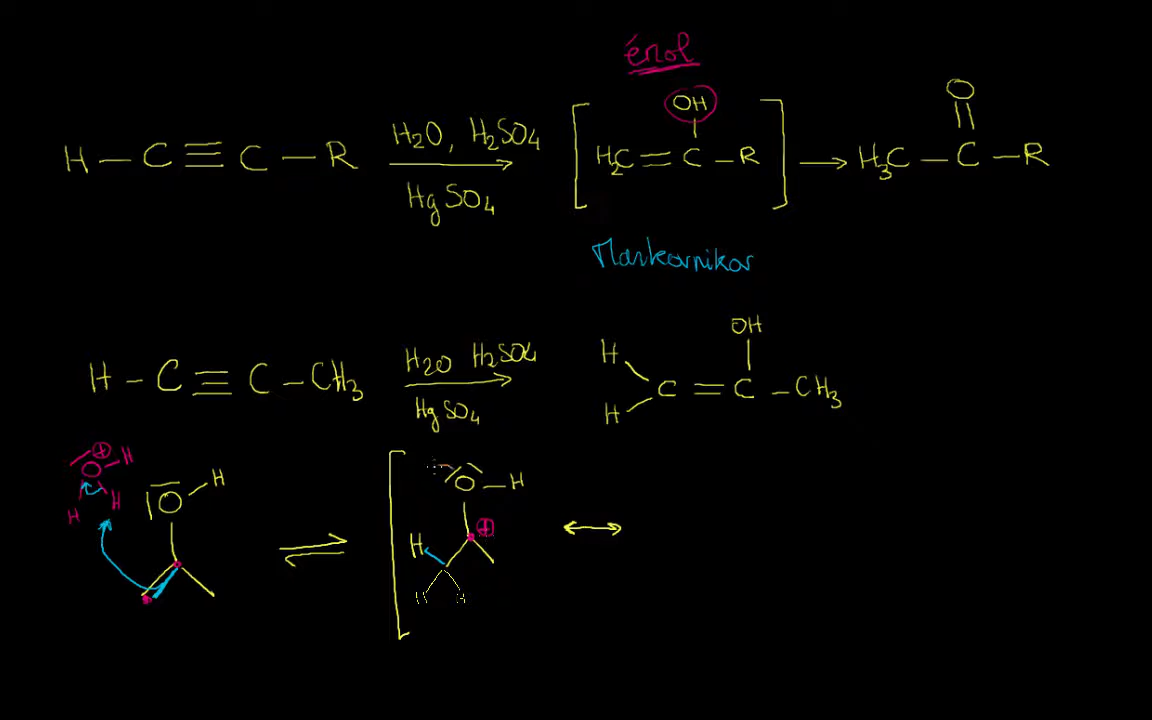 énol
H – C ≡ C – R H2O, H2SO4 HgSO4 [ H2C = C – R OH ] → H3C – C – R O
Markovnikov
H – C ≡ C – CH3 H2O H2SO4 HgSO4 H H C = C – CH3 OH
O ⊕ H H H O H ⇌ [ O – H ⊕ H H H ↔